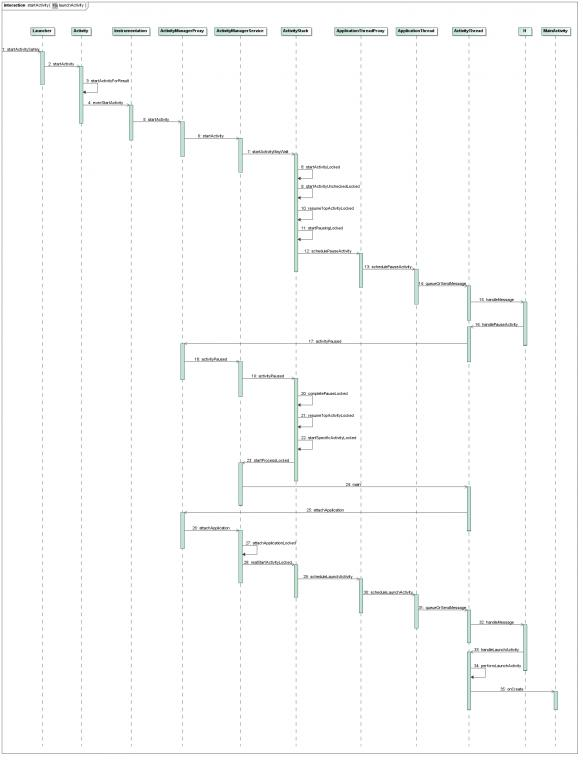 interaction startActivity[ launchActivity ]
Launcher Activity Instrumentation ActivityManagerProxy ActivityManagerService ActivityStack ApplicationThreadProxy ApplicationThread ActivityThread H MainActivity
1: startActivitySafely
2: startActivity
3: startActivityForResult
4: execStartActivity
5: startActivity
6: startActivity
7: startActivityMayWait
8: startActivityLocked
9: startActivityUncheckedLocked
10: resumeTopActivityLocked
11: startPausingLocked
12: schedulePauseActivity
13: schedulePauseActivity
14: queueOrSendMessage
15: handleMessage
16: handlePauseActivity
17: activityPaused
18: activityPaused
19: activityPaused
20: completePauseLocked
21: resumeTopActivityLocked
22: startSpecificActivityLocked
23: startProcessLocked
24: main
25: attachApplication
26: attachApplication
27: attachApplicationLocked
28: realStartActivityLocked
29: scheduleLaunchActivity
30: scheduleLaunchActivity
31: queueOrSendMessage
32: handleMessage
33: handleLaunchActivity
34: performLaunchActivity
35: onCreate